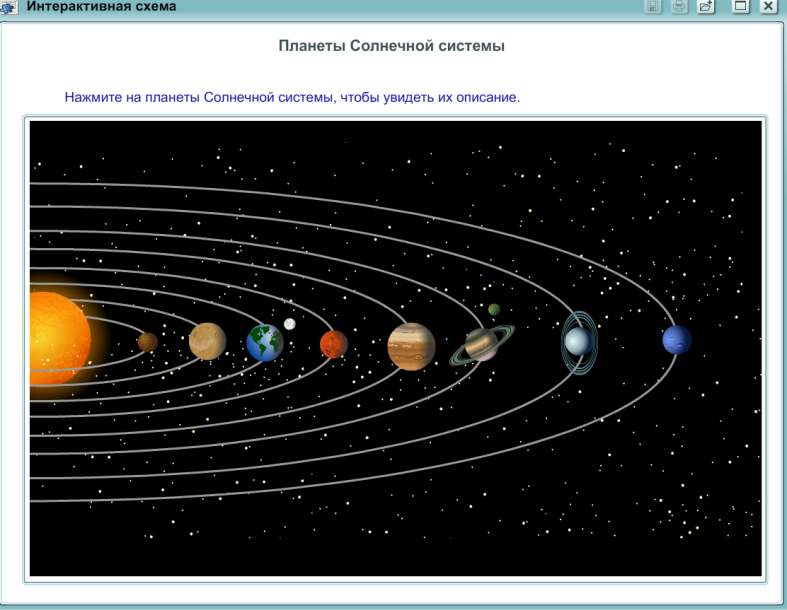 Интерактивная схема
Планеты Солнечной системы
Нажмите на планеты Солнечной системы, чтобы увидеть их описание.